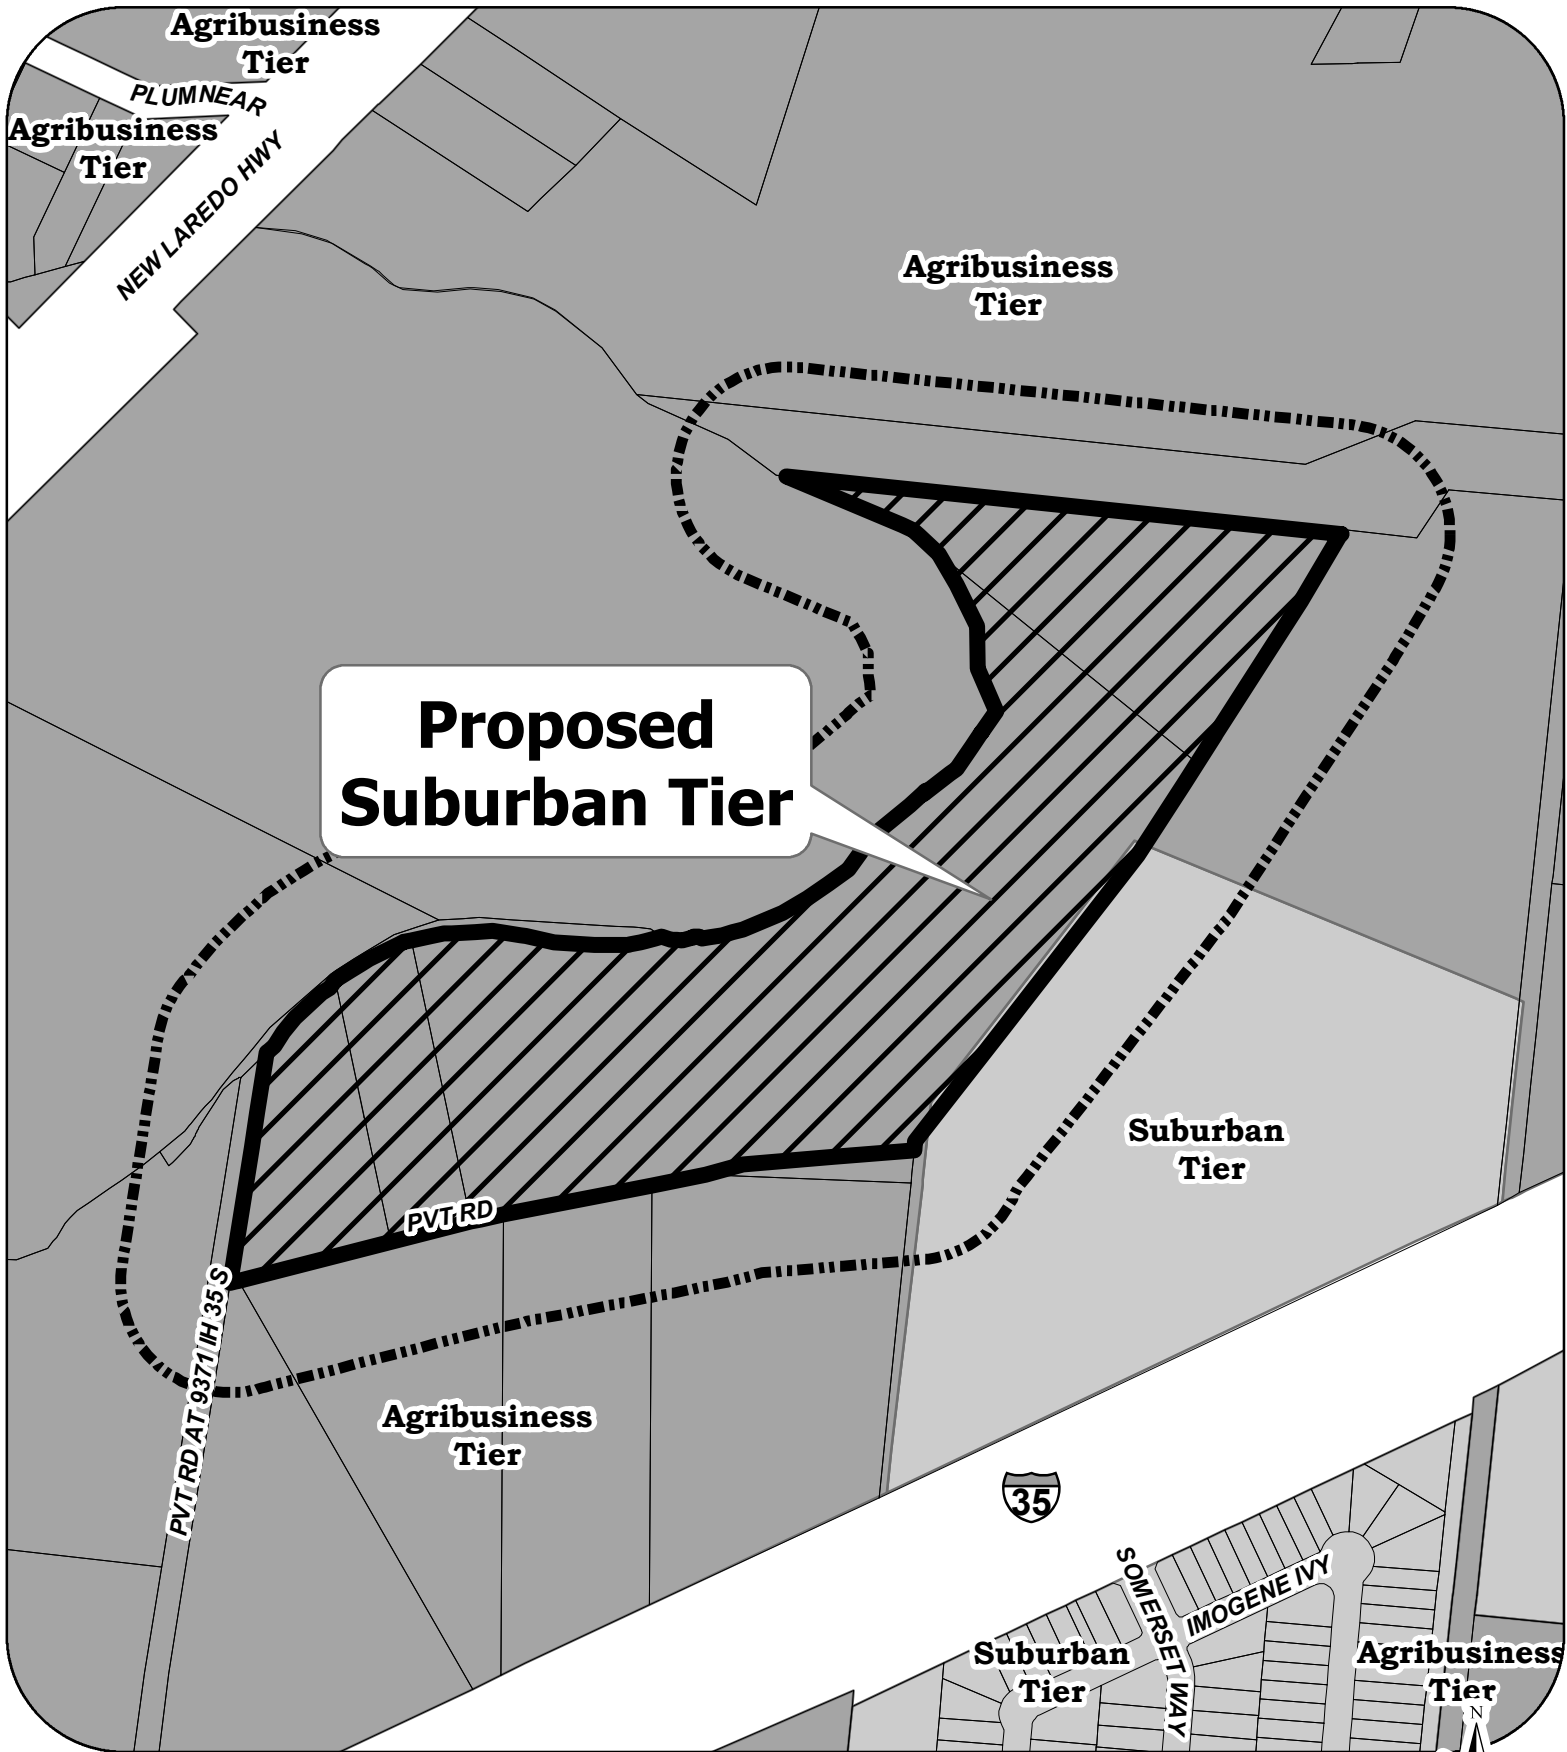 Agribusiness
Tier
PLUMNEAR
Agribusiness
Tier
NEW LAREDO HWY
Agribusiness
Tier
Proposed
Suburban Tier
Suburban
Tier
PVT RD
PVT RD AT 9371 IH 35 S
Agribusiness
Tier
35
SOMERSET WAY
IMOGENE IVY
Suburban
Tier
Agribusiness
Tier
N